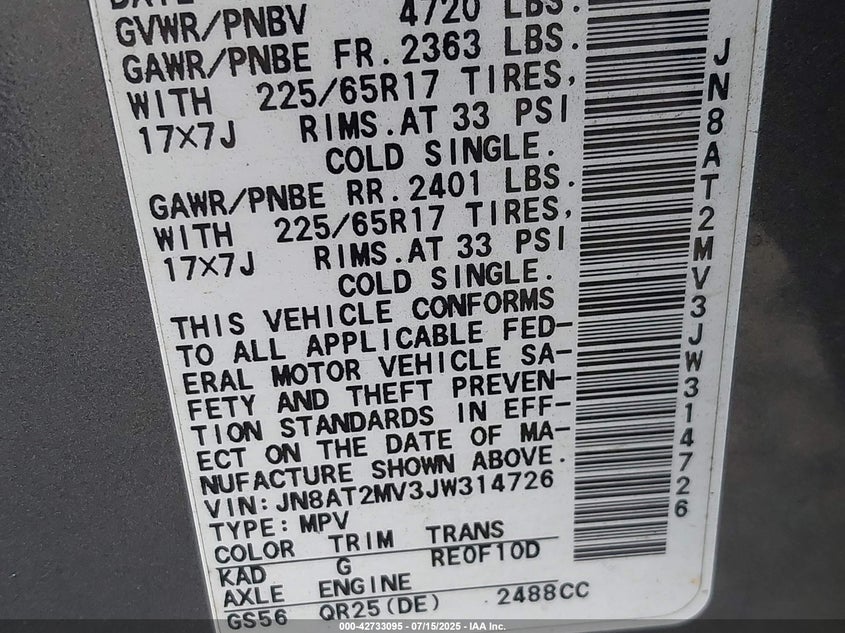 DATE
GVWR/PNBV 4720 LBS.
GAWR/PNBE FR. 2363 LBS.
WITH 225/65R17 TIRES,
17X7J RIMS.AT 33 PSI
COLD SINGLE.
GAWR/PNBE RR. 2401 LBS.
WITH 225/65R17 TIRES,
17X7J RIMS.AT 33 PSI
COLD SINGLE.
THIS VEHICLE CONFORMS
TO ALL APPLICABLE FED-
ERAL MOTOR VEHICLE SA-
FETY AND THEFT PREVEN-
TION STANDARDS IN EFF-
ECT ON THE DATE OF MA-
NUFACTURE SHOWN ABOVE.
VIN: JN8AT2MV3JW314726
TYPE: MPV
COLOR TRIM TRANS
KAD G RE0F10D
AXLE ENGINE
GS56 QR25(DE) 2488CC
JN8AT2MV3JW314726
000-42733095 - 07/15/2025 - IAA Inc.